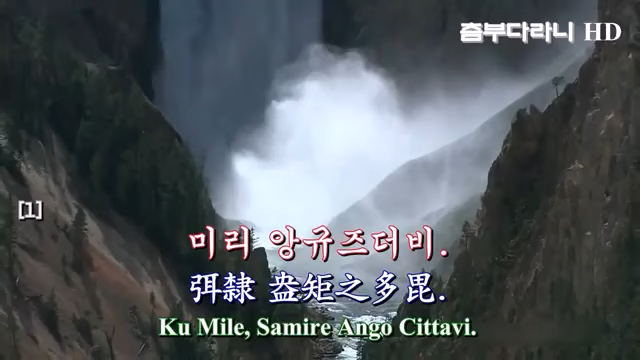 츰부다라니 HD
[1]
미리 앙규즈더비.
弭隸 盎矩之多毘.
Ku Mile, Samire Ango Cittavi.